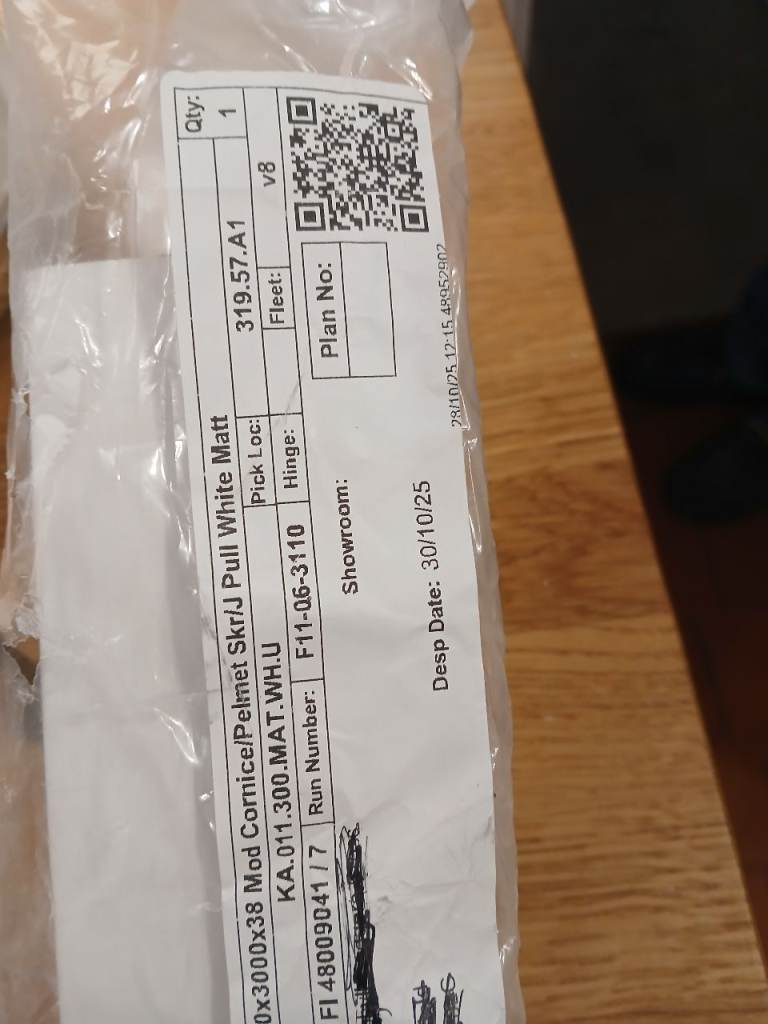 0x3000x38 Mod Cornice/Pelmet Skr/J Pull White Matt
Qty:
1
KA.011.300.MAT.WH.U
Pick Loc:
319.57.A1
FI 48009041 / 7
Run Number:
F11-06-3110
Hinge:
Fleet:
v8
Showroom:
Plan No:
Desp Date: 30/10/25
28/10/25 12:15 48952902